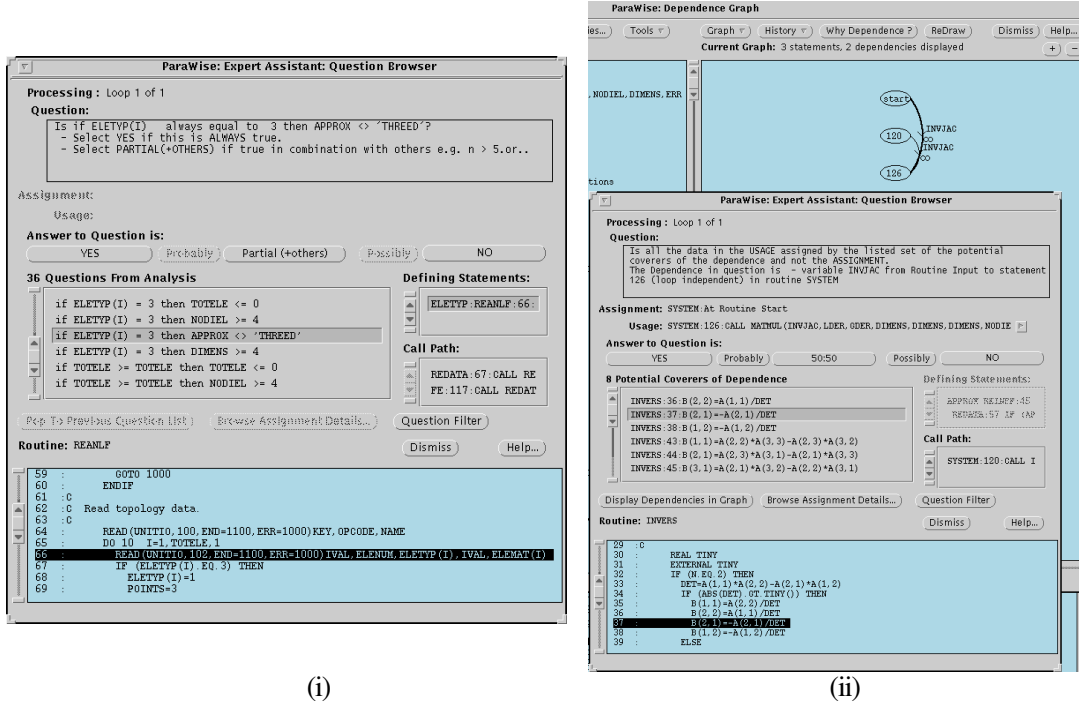 ParaWise: Expert Assistant: Question Browser
Processing : Loop 1 of 1
Question:
Is if ELETYP(I) always equal to 3 then APPROX <> ´THREED´?
- Select YES if this is ALWAYS true.
- Select PARTIAL(+OTHERS) if true in combination with others e.g. n > 5.or..
Assignment:
Usage:
Answer to Question is:
YES Probably Partial (+others) Possibly NO
36 Questions From Analysis
if ELETYP(I) = 3 then TOTELE <= 0
if ELETYP(I) = 3 then NODIEL >= 4
if ELETYP(I) = 3 then APPROX <> 'THREED'
if ELETYP(I) = 3 then DIMENS >= 4
if TOTELE >= TOTELE then TOTELE <= 0
if TOTELE >= TOTELE then NODIEL >= 4
Defining Statements:
ELETYP:REANLF:66:
Call Path:
REDATA:67:CALL RE
FE:117:CALL REDAT
Pop To Previous Question List Browse Assignment Details... Question Filter
Routine: REANLF Dismiss Help...
59 : GOTO 1000
60 : ENDIF
61 :C
62 :C Read topology data.
63 :C
64 : READ(UNITIO,100,END=1100,ERR=1000)KEY,OPCODE,NAME
65 : DO 10 I=1,TOTELE,1
66 : READ(UNITIO,102,END=1100,ERR=1000)IVAL,ELENUM,ELETYP(I),IVAL,ELEMAT(I)
67 : IF (ELETYP(I).EQ.3) THEN
68 : ELETYP(I)=1
69 : POINTS=3
(i)
ParaWise: Dependence Graph
ies... Tools Graph History Why Dependence ? ReDraw Dismiss Help...
Current Graph: 3 statements, 2 dependencies displayed + −
,NODIEL,DIMENS,ERR
tions
start
INVJAC
120
INVJAC
126
ParaWise: Expert Assistant: Question Browser
Processing : Loop 1 of 1
Question:
Is all the data in the USAGE assigned by the listed set of the potential
coverers of the dependence and not the ASSIGNMENT.
The Dependence in question is - variable INVJAC from Routine Input to statement
126 (loop independent) in routine SYSTEM
Assignment: SYSTEM:At Routine Start
Usage: SYSTEM:126:CALL MATMUL(INVJAC,LDER,GDER,DIMENS,DIMENS,DIMENS,NODIE
Answer to Question is:
YES Probably 50:50 Possibly NO
8 Potential Coverers of Dependence
INVERS:36:B(2,2)=A(1,1)/DET
INVERS:37:B(2,1)=-A(2,1)/DET
INVERS:38:B(1,2)=-A(1,2)/DET
INVERS:43:B(1,1)=A(2,2)*A(3,3)-A(2,3)*A(3,2)
INVERS:44:B(2,1)=A(2,3)*A(3,1)-A(2,1)*A(3,3)
INVERS:45:B(3,1)=A(2,1)*A(3,2)-A(2,2)*A(3,1)
Defining Statements:
REDATA:57 IF (AP
Call Path:
SYSTEM:120:CALL I
Display Dependencies in Graph Browse Assignment Details... Question Filter
Routine: INVERS Dismiss Help...
29 :C
30 : REAL TINY
31 : EXTERNAL TINY
32 : IF (N.EQ.2) THEN
33 : DET=A(1,1)*A(2,2)-A(2,1)*A(1,2)
34 : IF (ABS(DET).GT.TINY()) THEN
35 : B(1,1)=A(2,2)/DET
36 : B(2,2)=A(1,1)/DET
37 : B(2,1)=-A(2,1)/DET
38 : B(1,2)=-A(1,2)/DET
39 : ELSE
(ii)